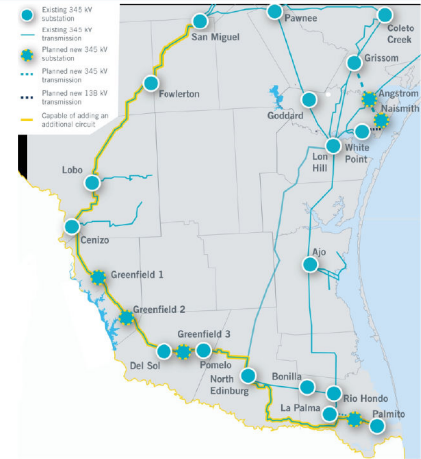 Existing 345 kV
substation
Existing 345 kV
transmission
Planned new 345 kV
substation
Planned new 345 kV
transmission
Planned new 138 kV
transmission
Capable of adding an
additional circuit
Pawnee
San Miguel
Coleto
Creek
Grissom
Fowlerton
Angstrom
Naismith
Goddard
White
Point
Lon
Hill
Lobo
Cenizo
Ajo
Greenfield 1
Greenfield 2
Greenfield 3
Del Sol
Pomelo
North
Edinburg
Bonilla
Rio Hondo
La Palma
Palmito